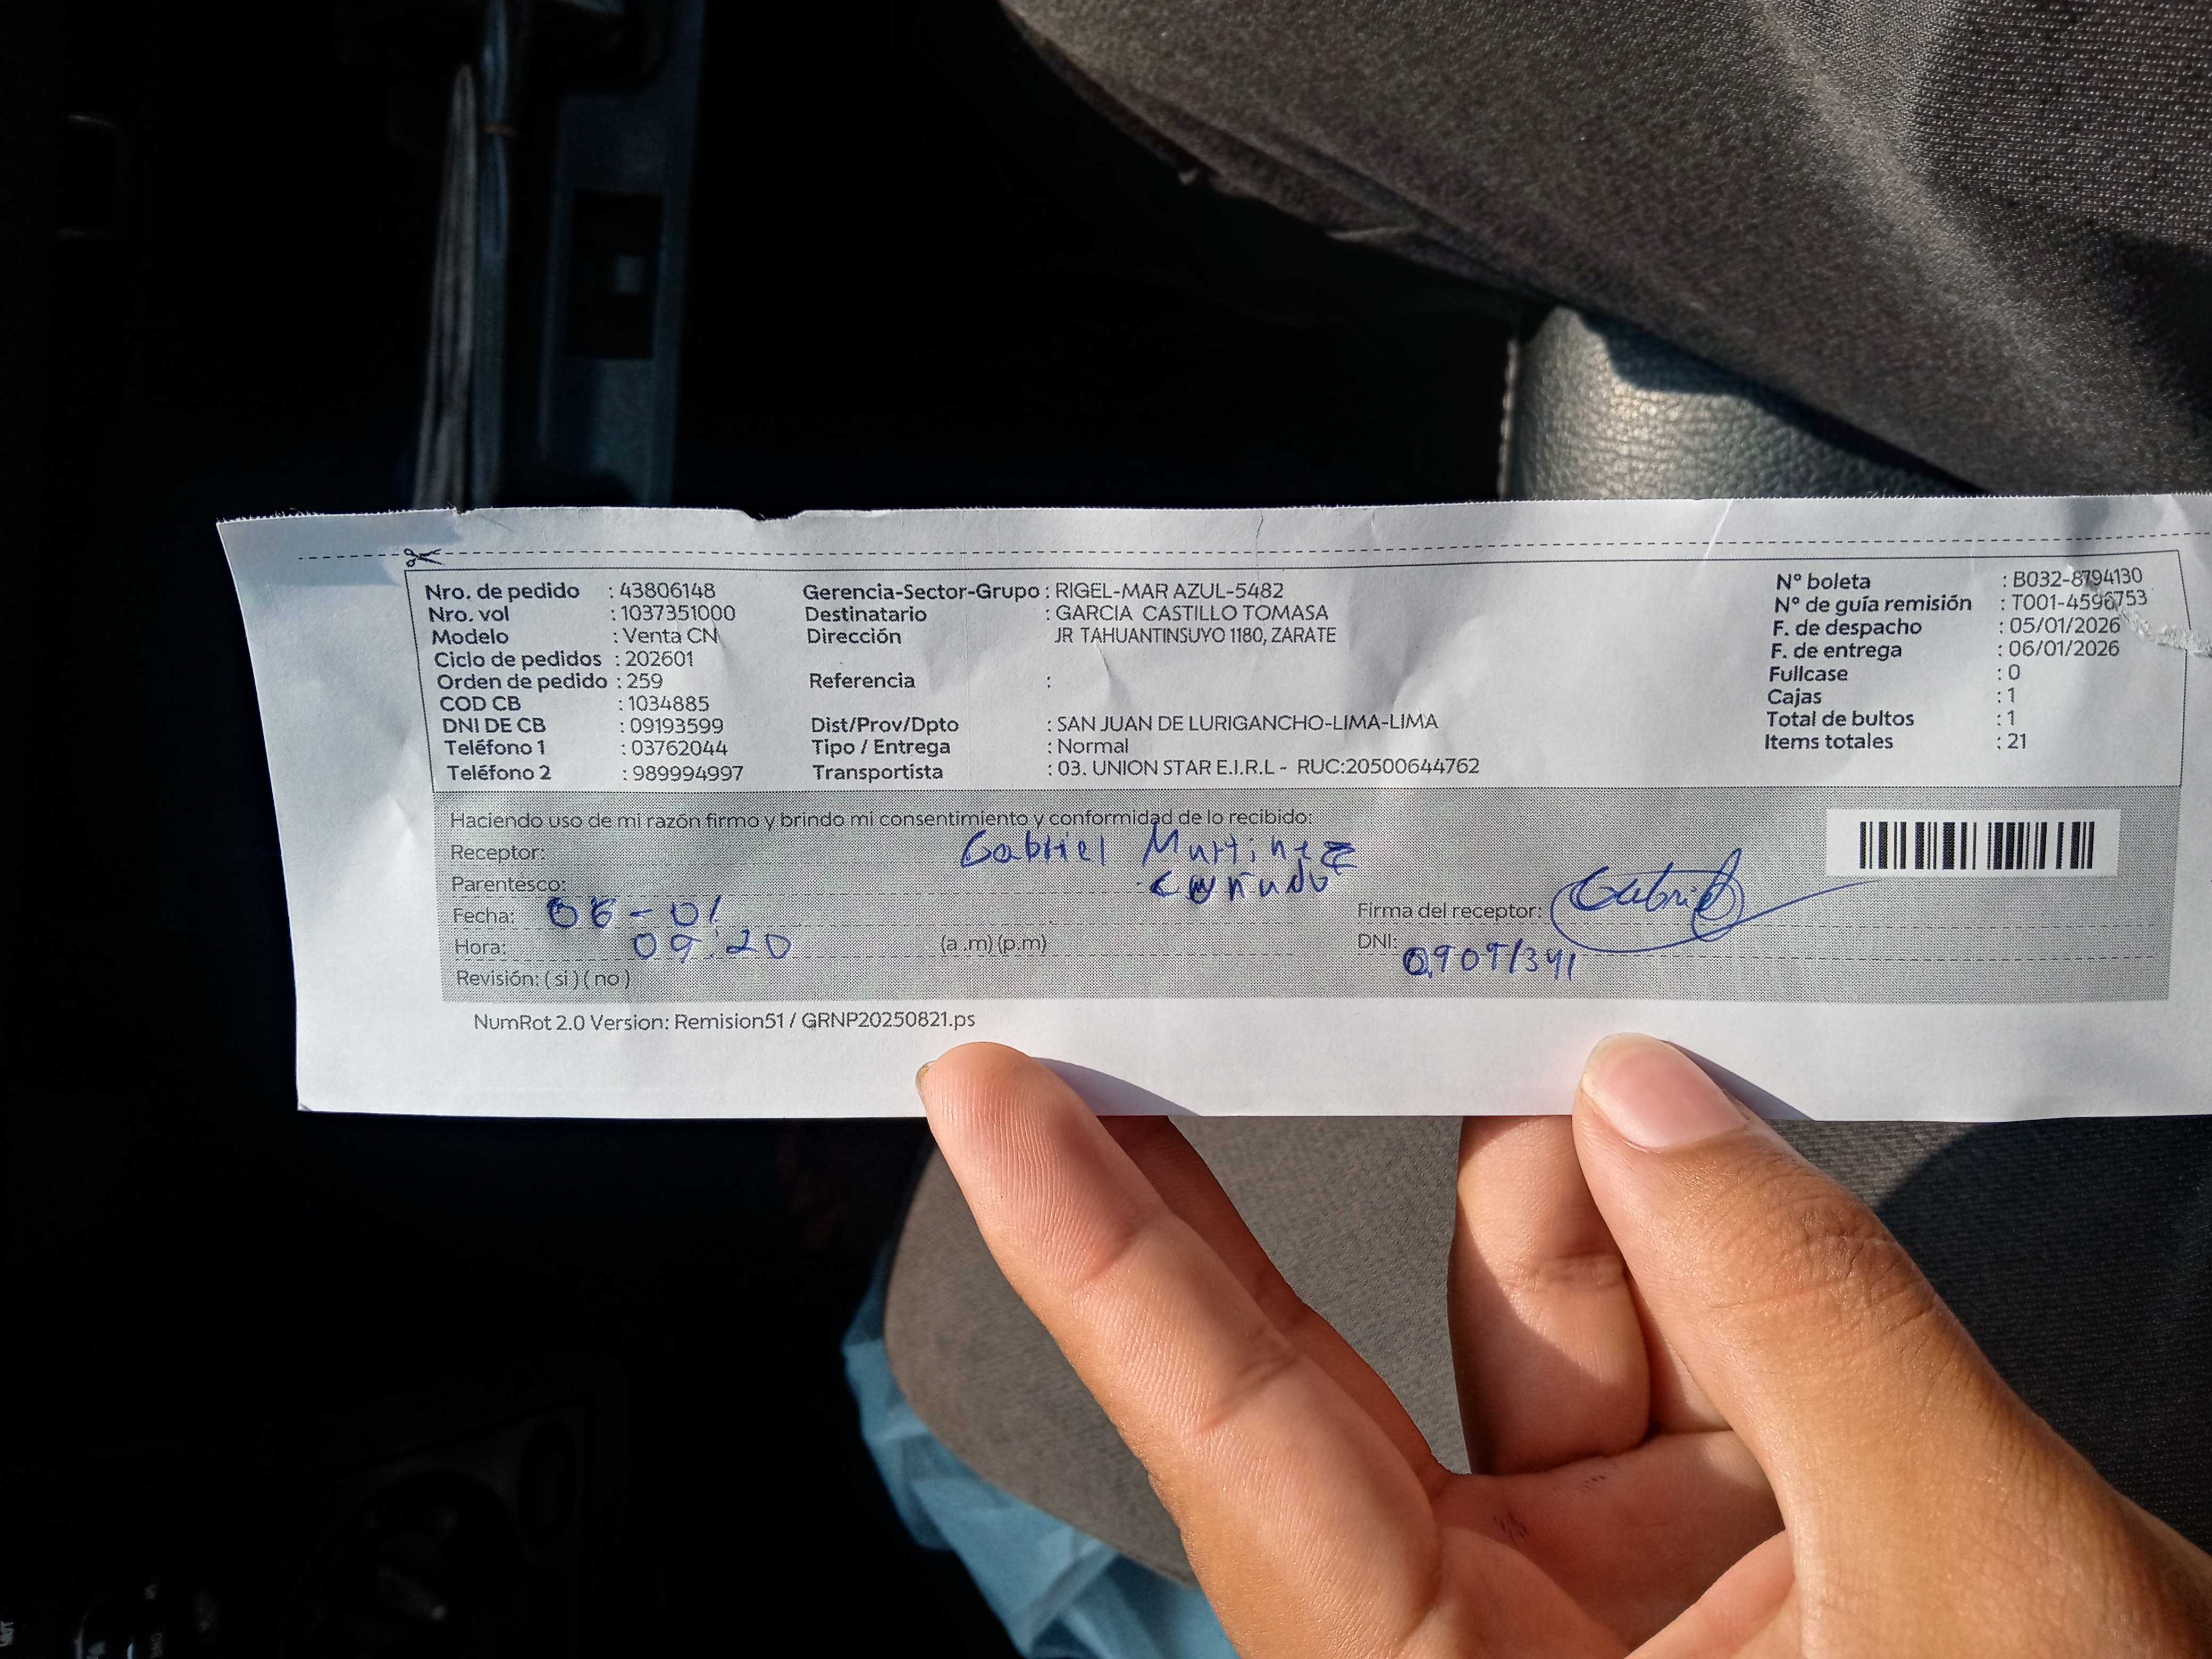 Nro. de pedido : 43806148 Gerencia-Sector-Grupo : RIGEL-MAR AZUL-5482 N° boleta : B032-8794130
Nro. vol : 1037351000 Destinatario : GARCIA CASTILLO TOMASA N° de guía remisión : T001-4596753
Modelo : Venta CN Dirección JR TAHUANTINSUYO 1180, ZARATE F. de despacho : 05/01/2026
Ciclo de pedidos : 202601 F. de entrega : 06/01/2026
Orden de pedido : 259 Referencia : Fullcase : 0
COD CB : 1034885 Cajas : 1
DNI DE CB : 09193599 Dist/Prov/Dpto : SAN JUAN DE LURIGANCHO-LIMA-LIMA Total de bultos : 1
Teléfono 1 : 03762044 Tipo / Entrega : Normal Items totales : 21
Teléfono 2 : 989994997 Transportista : 03. UNION STAR E.I.R.L - RUC:20500644762
Haciendo uso de mi razón firmo y brindo mi consentimiento y conformidad de lo recibido:
Receptor: Gabriel Martinez
Parentesco: cuñado
Fecha: 06-01 Firma del receptor: Gabriel
Hora: 09:20 (a .m) (p.m) DNI:
Revisión: ( si ) ( no )
NumRot 2.0 Version: Remision51 / GRNP20250821.ps